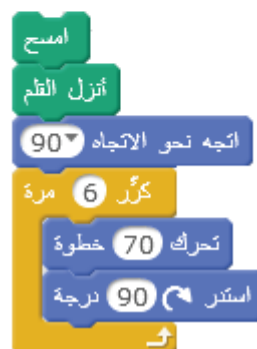 امسح
أنزل القلم
اتجه نحو الاتجاه 90
كرِّر 6 مرة
تحرك 70 خطوة
استدر 90 درجة